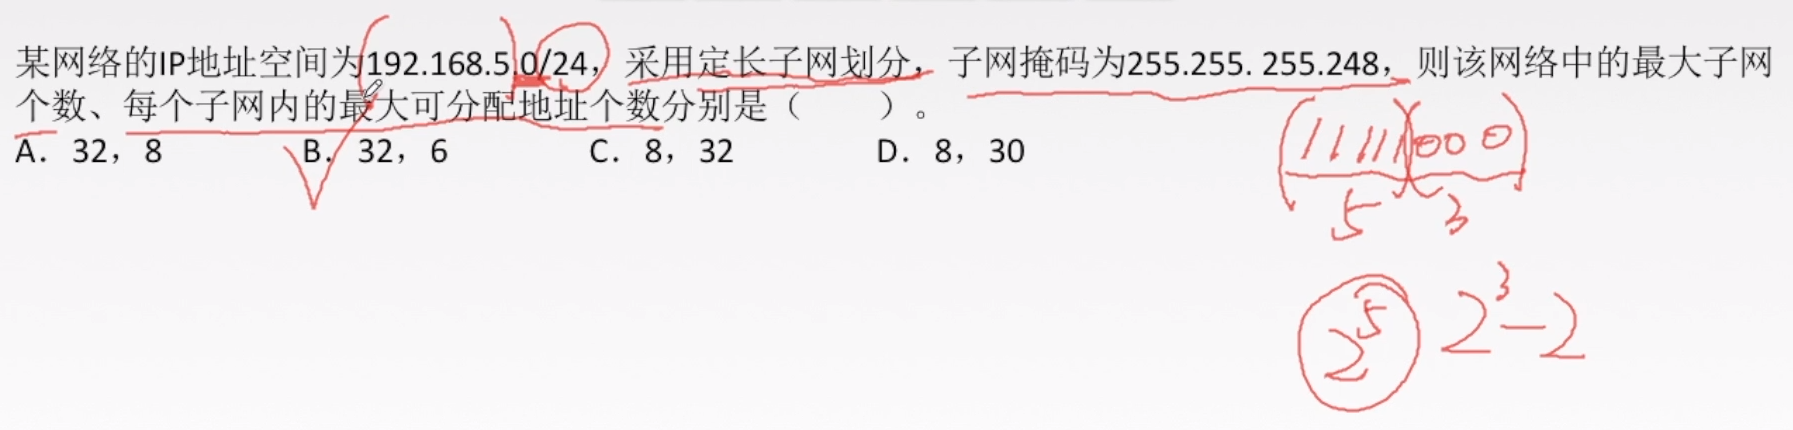 某网络的IP地址空间为192.168.5.0/24，采用定长子网划分，子网掩码为255.255. 255.248，则该网络中的最大子网
个数、每个子网内的最大可分配地址个数分别是（　　）。
A．32，8　B．32，6　C．8，32　D．8，30
11111000
5　3
2^5　2^3-2